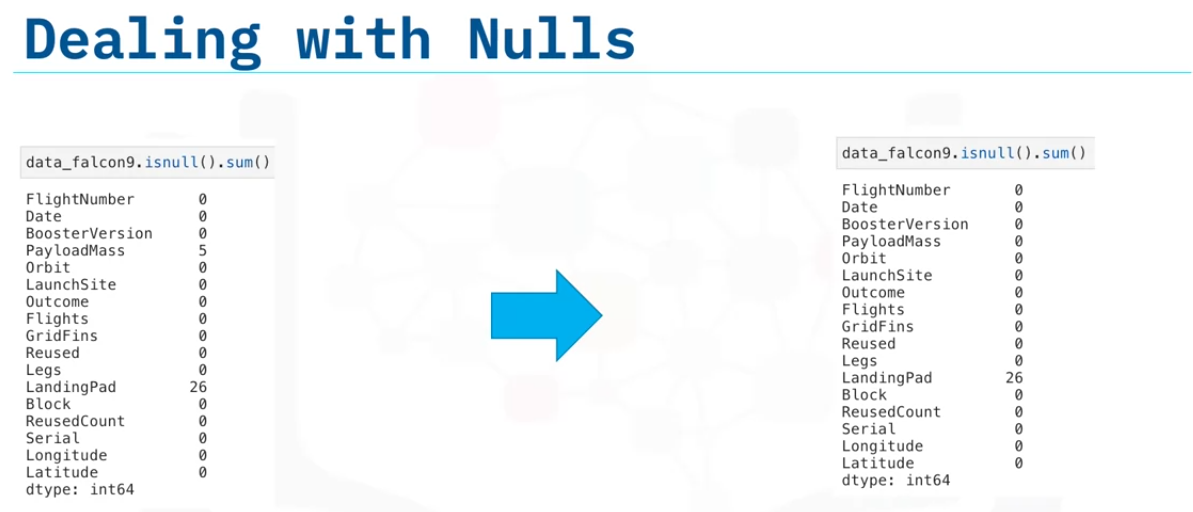 Dealing with Nulls
data_falcon9.isnull().sum()
FlightNumber 0
Date 0
BoosterVersion 0
PayloadMass 5
Orbit 0
LaunchSite 0
Outcome 0
Flights 0
GridFins 0
Reused 0
Legs 0
LandingPad 26
Block 0
ReusedCount 0
Serial 0
Longitude 0
Latitude 0
dtype: int64
data_falcon9.isnull().sum()
FlightNumber 0
Date 0
BoosterVersion 0
PayloadMass 0
Orbit 0
LaunchSite 0
Outcome 0
Flights 0
GridFins 0
Reused 0
Legs 0
LandingPad 26
Block 0
ReusedCount 0
Serial 0
Longitude 0
Latitude 0
dtype: int64